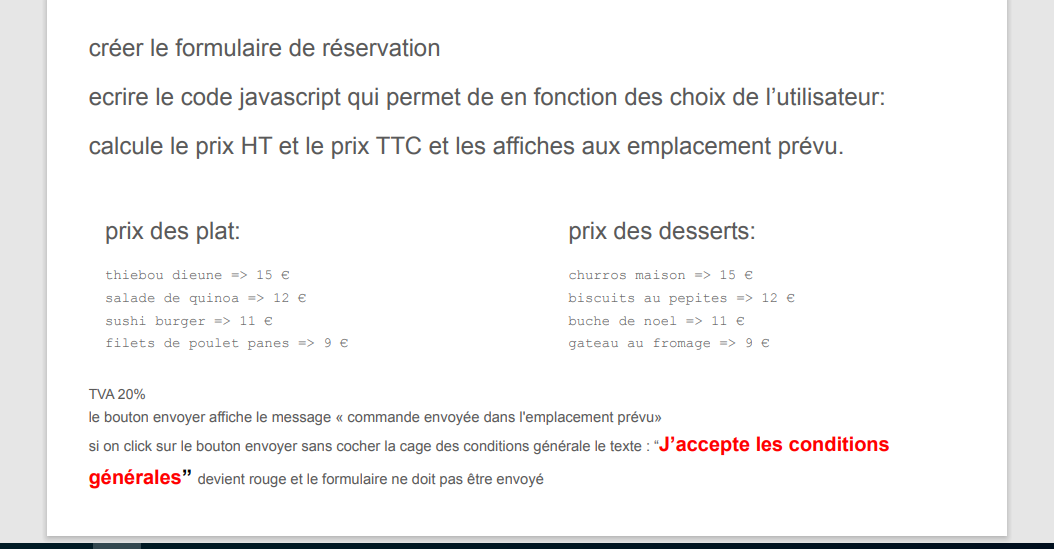 créer le formulaire de réservation
ecrire le code javascript qui permet de en fonction des choix de l’utilisateur:
calcule le prix HT et le prix TTC et les affiches aux emplacement prévu.
prix des plat:
thiebou dieune => 15 €
salade de quinoa => 12 €
sushi burger => 11 €
filets de poulet panes => 9 €
prix des desserts:
churros maison => 15 €
biscuits au pepites => 12 €
buche de noel => 11 €
gateau au fromage => 9 €
TVA 20%
le bouton envoyer affiche le message « commande envoyée dans l'emplacement prévu»
si on click sur le bouton envoyer sans cocher la cage des conditions générale le texte : “J’accepte les conditions
générales” devient rouge et le formulaire ne doit pas être envoyé